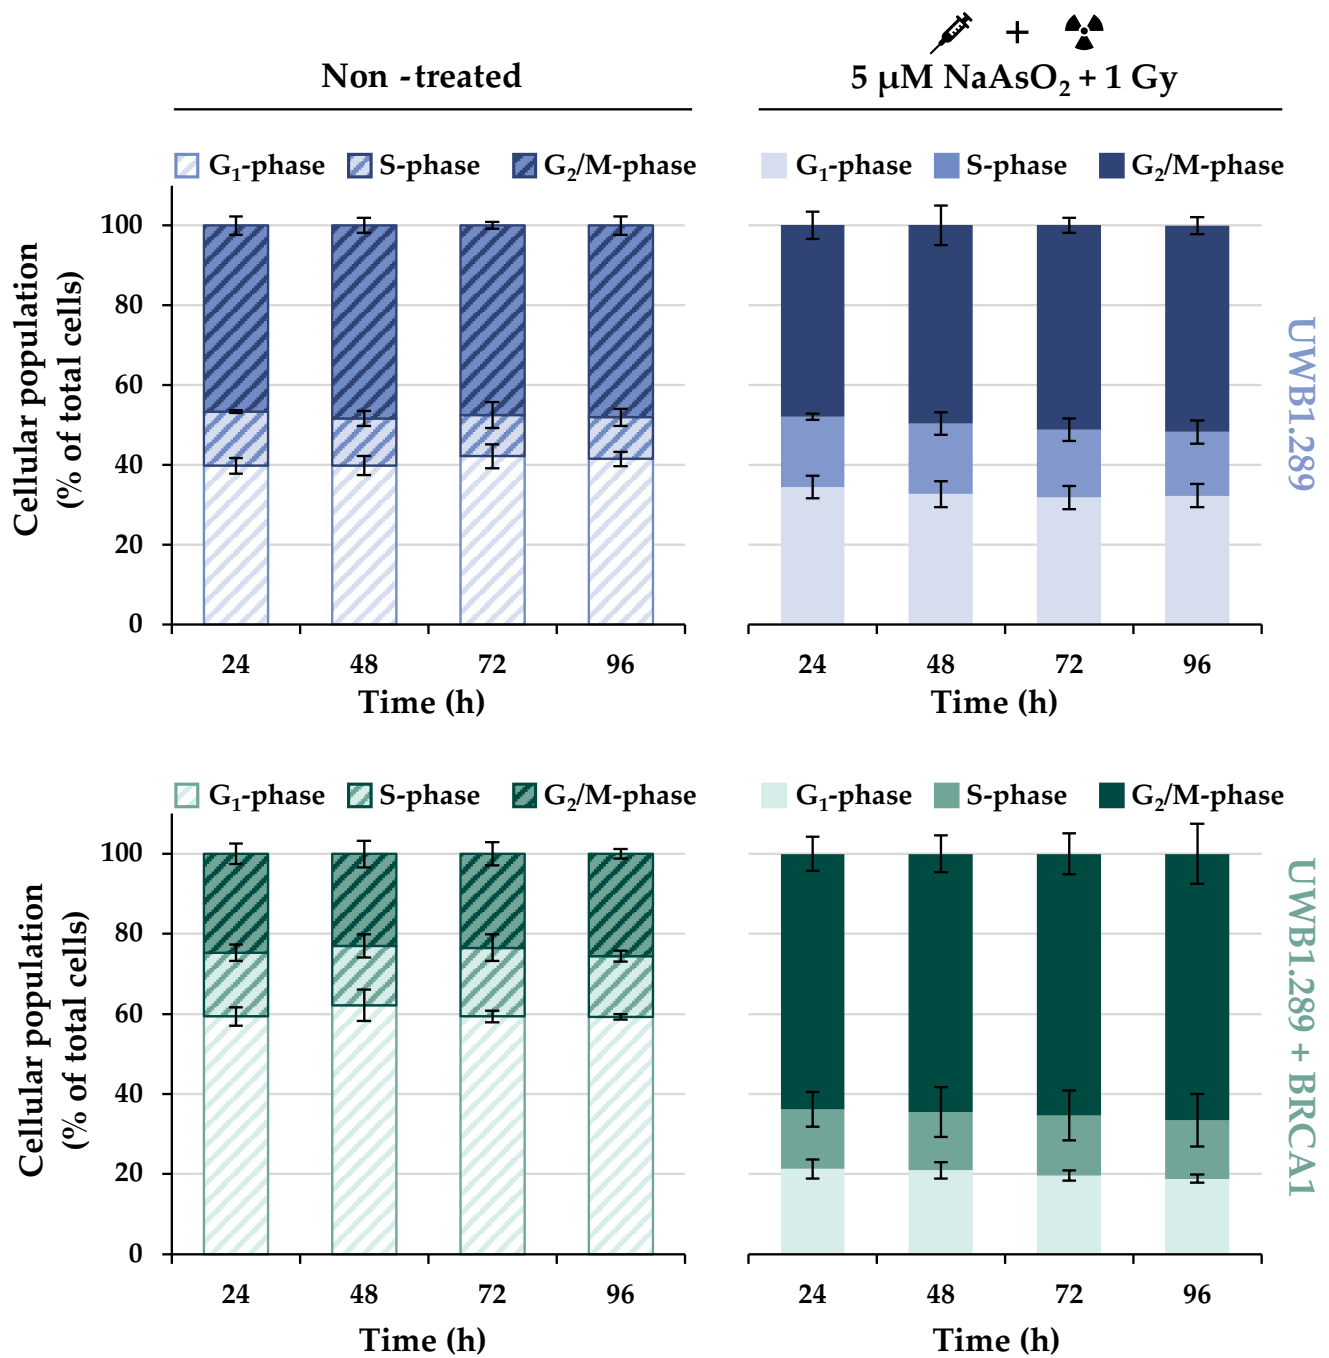 +
Non -treated
5 μM NaAsO₂ + 1 Gy
G₁-phase S-phase G₂/M-phase
G₁-phase S-phase G₂/M-phase
Cellular population
(% of total cells)
100
80
60
40
20
0
24 48 72 96
Time (h)
24 48 72 96
Time (h)
UWB1.289
G₁-phase S-phase G₂/M-phase
G₁-phase S-phase G₂/M-phase
Cellular population
(% of total cells)
100
80
60
40
20
0
24 48 72 96
Time (h)
24 48 72 96
Time (h)
UWB1.289 + BRCA1